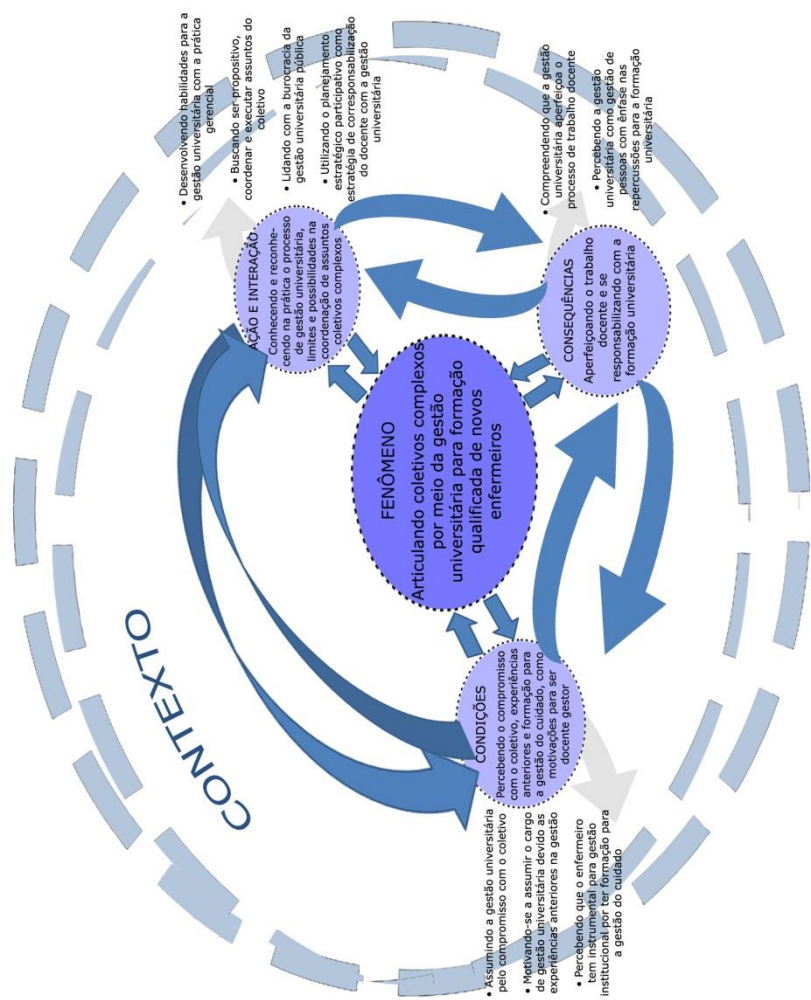 CONTEXTO
FENÔMENO
Articulando coletivos complexos
por meio da gestão
universitária para formação
qualificada de novos
enfermeiros
CONDIÇÕES
Percebendo o compromisso
com o coletivo, experiências
anteriores e formação para
a gestão do cuidado, como
motivações para ser
docente gestor
• Assumindo a gestão universitária
pelo compromisso com o coletivo
• Motivando-se a assumir o cargo
de gestão universitária devido as
experiências anteriores na gestão
• Percebendo que o enfermeiro
tem instrumental para gestão
institucional por ter formação para
a gestão do cuidado
AÇÃO E INTERAÇÃO
Conhecendo e reconhe-
cendo na prática o processo
de gestão universitária,
limites e possibilidades na
coordenação de assuntos
coletivos complexos
• Desenvolvendo habilidades para a
gestão universitária com a prática
gerencial
• Buscando ser propositivo,
coordenar e executar assuntos do
coletivo
• Lidando com a burocracia da
gestão universitária pública
• Utilizando o planejamento
estratégico participativo como
estratégia de corresponsabilização
do docente com a gestão
universitária
CONSEQUÊNCIAS
Aperfeiçoando o trabalho
docente e se
responsabilizando com a
formação universitária
• Compreendendo que a gestão
universitária aperfeiçoa o
processo de trabalho docente
• Percebendo a gestão
universitária como gestão de
pessoas com ênfase nas
repercussões para a formação
universitária